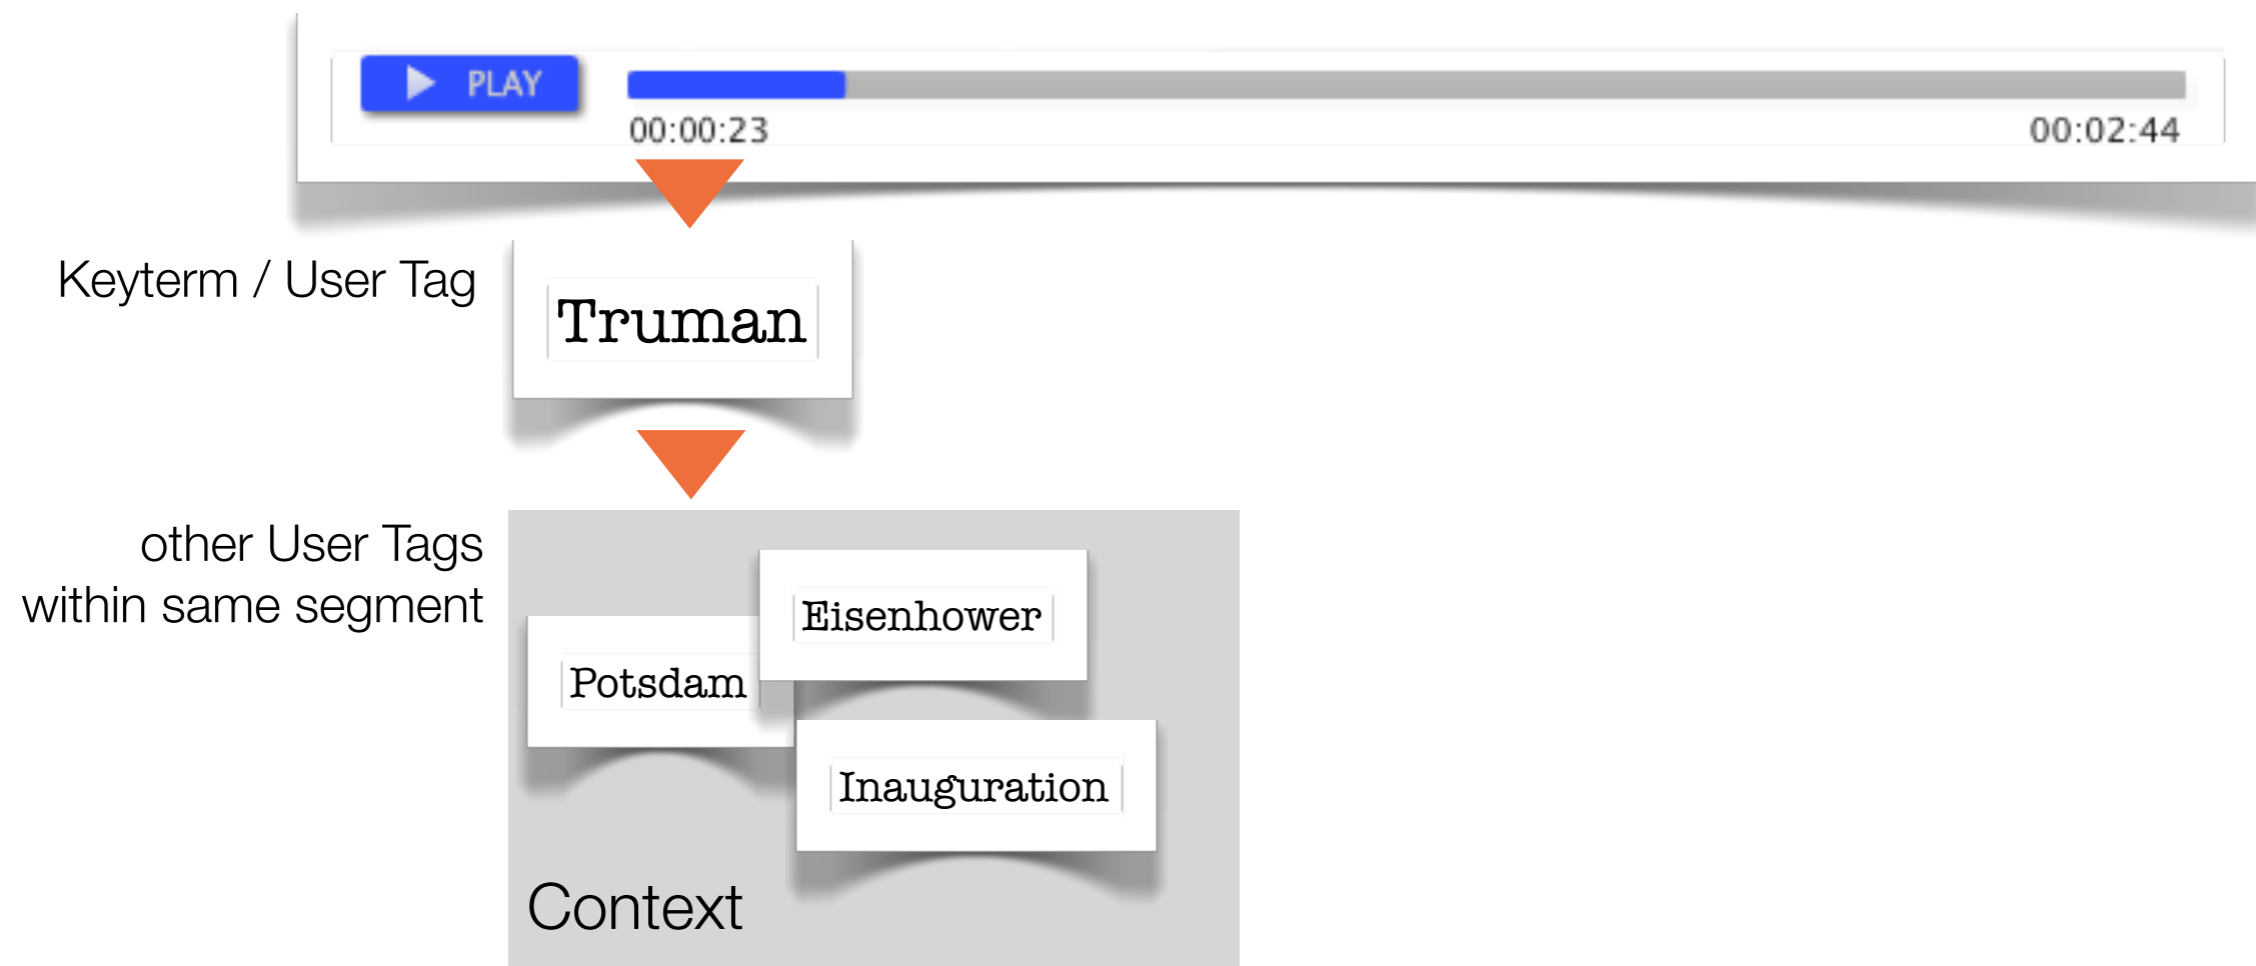 PLAY
00:00:23
00:02:44
Keyterm / User Tag
Truman
other User Tags
within same segment
Eisenhower
Potsdam
Inauguration
Context